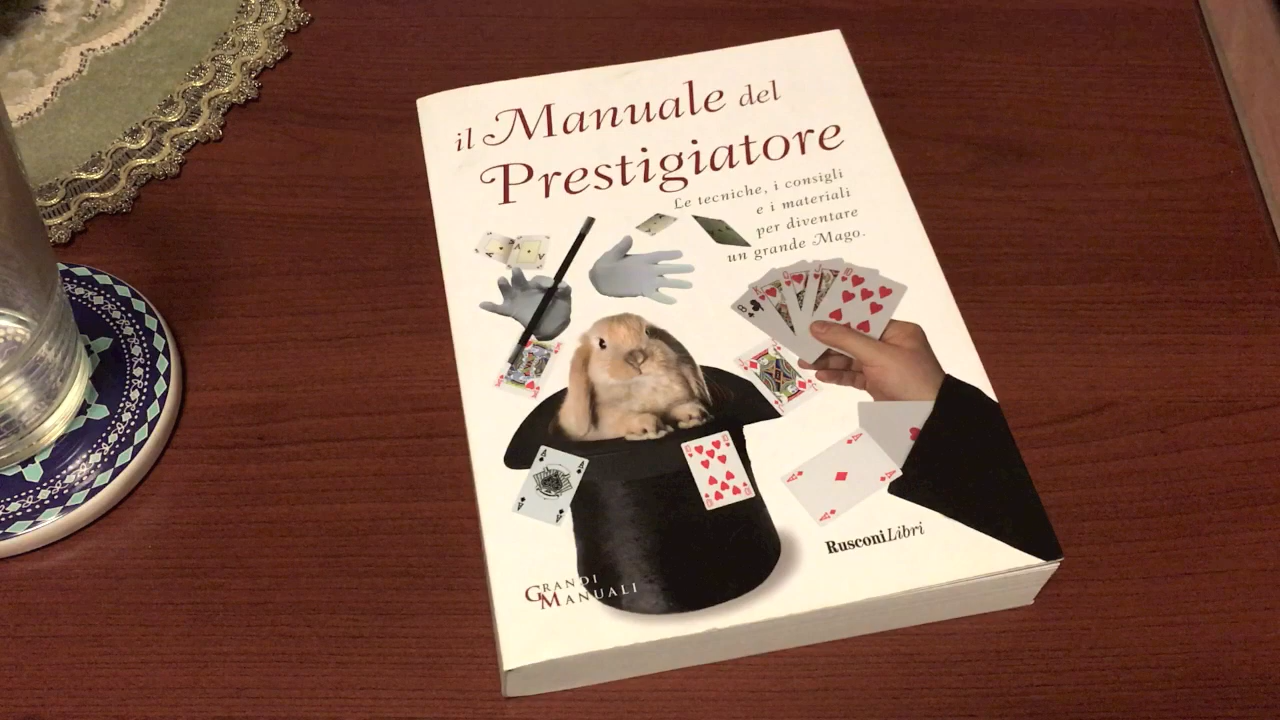 il Manuale del
Prestigiatore
Le tecniche, i consigli
e i materiali
per diventare
un grande Mago.
RusconiLibri
GRANDI
MANUALI